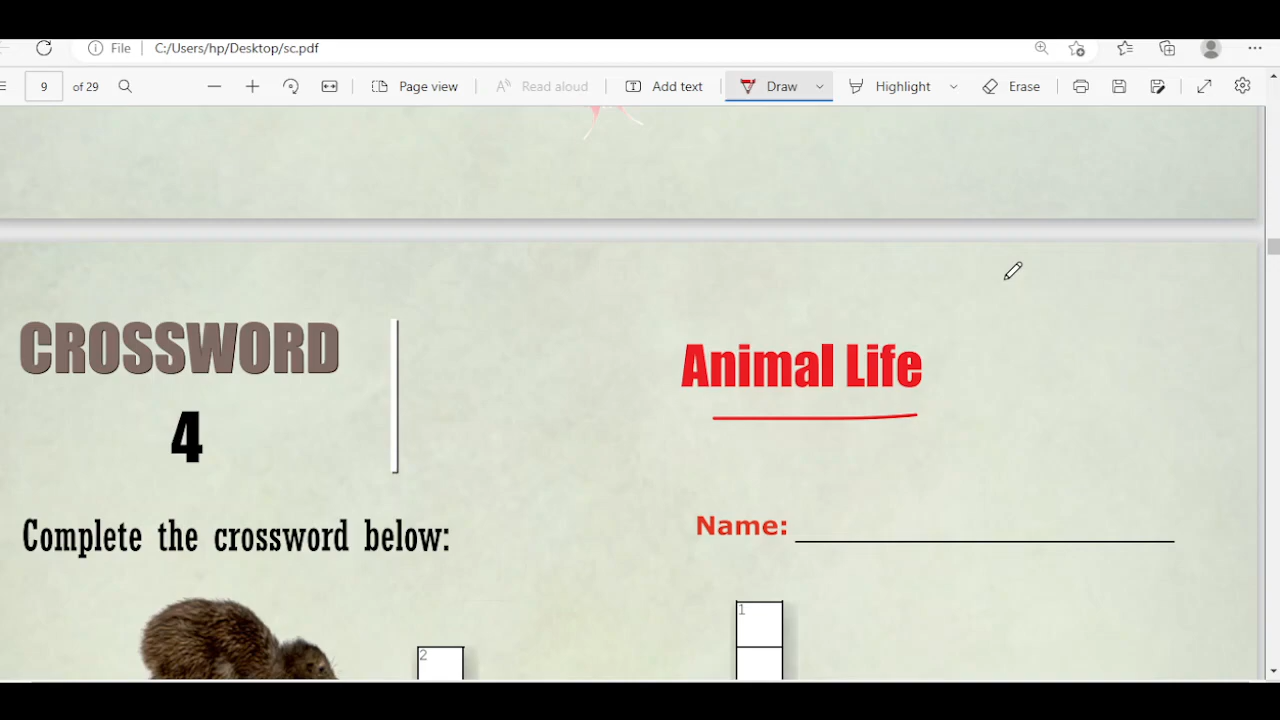 File C:/Users/hp/Desktop/sc.pdf
9 of 29 Page view Read aloud Add text Draw Highlight Erase
CROSSWORD
4
Animal Life
Complete the crossword below:
Name:
1
2